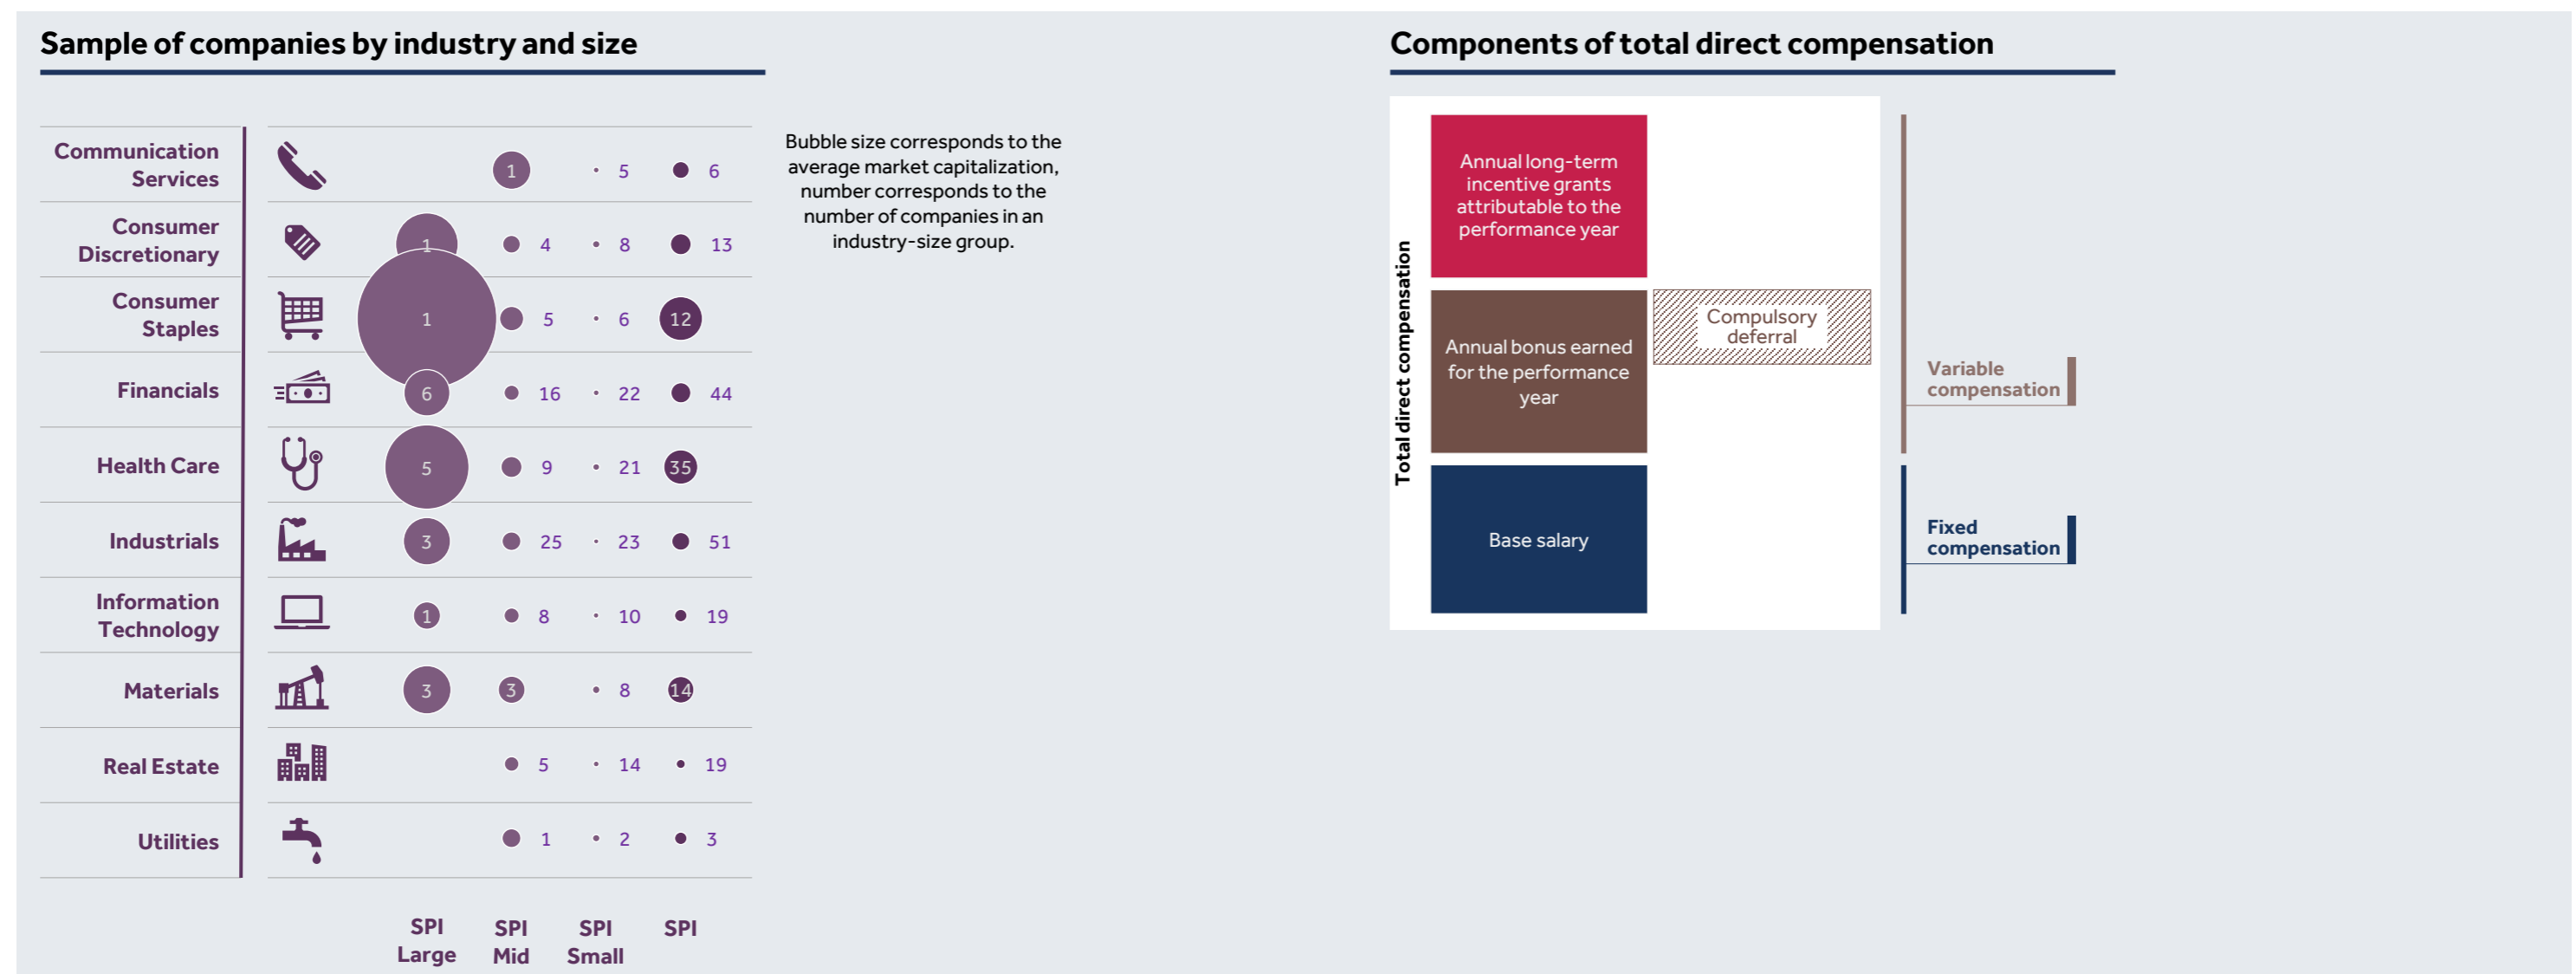 Sample of companies by industry and size
Communication
Services
1
5
6
Consumer
Discretionary
1
4
8
13
Consumer
Staples
1
5
6
12
Financials
6
16
22
44
Health Care
5
9
21
35
Industrials
3
25
23
51
Information
Technology
1
8
10
19
Materials
3
3
8
14
Real Estate
5
14
19
Utilities
1
2
3
SPI
Large
SPI
Mid
SPI
Small
SPI
Bubble size corresponds to the
average market capitalization,
number corresponds to the
number of companies in an
industry-size group.
Components of total direct compensation
Total direct compensation
Annual long-term
incentive grants
attributable to the
performance year
Annual bonus earned
for the performance
year
Compulsory
deferral
Base salary
Variable
compensation
Fixed
compensation